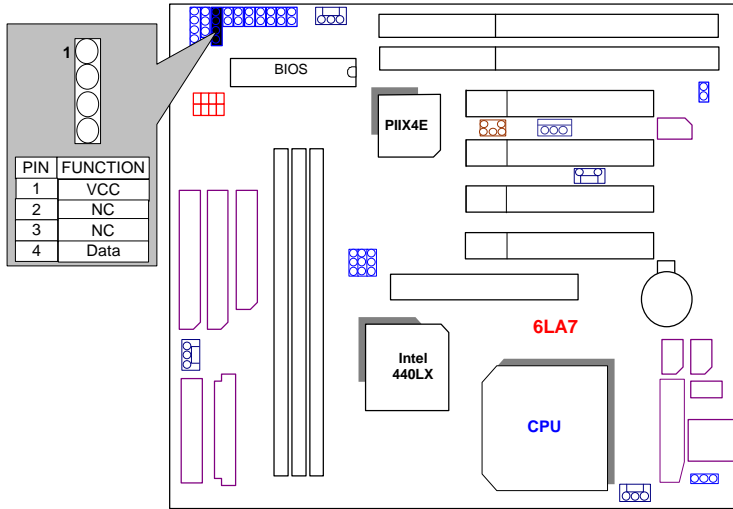 1
PIN FUNCTION
1 VCC
2 NC
3 NC
4 Data
BIOS
PIIX4E
6LA7
Intel
440LX
CPU